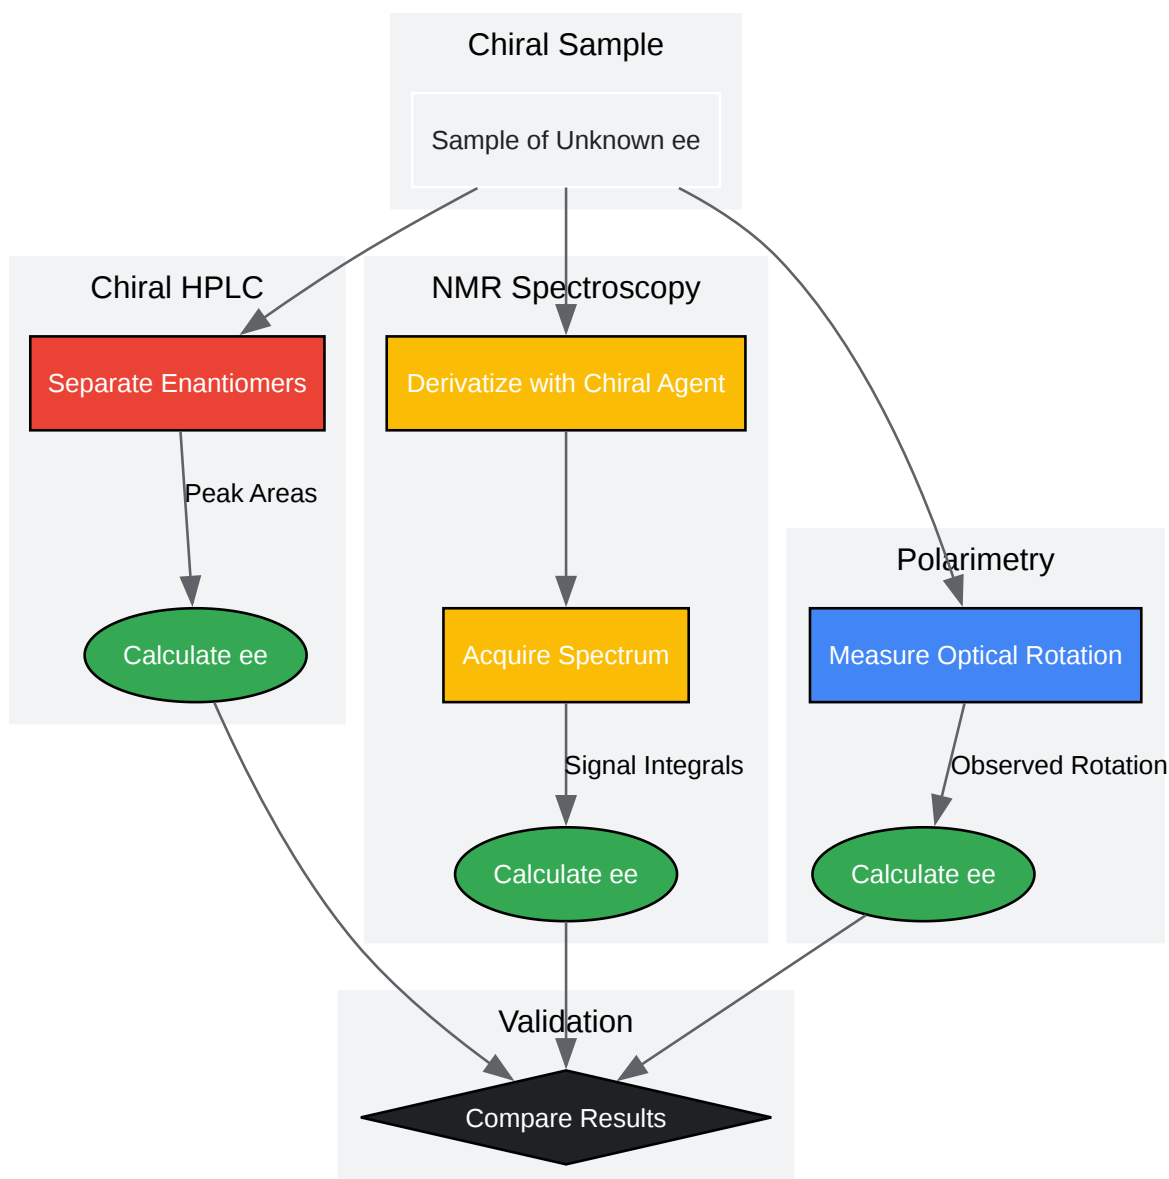 Chiral Sample
Sample of Unknown ee
Chiral HPLC
NMR Spectroscopy
Separate Enantiomers
Derivatize with Chiral Agent
Peak Areas
Polarimetry
Calculate ee
Acquire Spectrum
Measure Optical Rotation
Signal Integrals
Observed Rotation
Calculate ee
Calculate ee
Validation
Compare Results